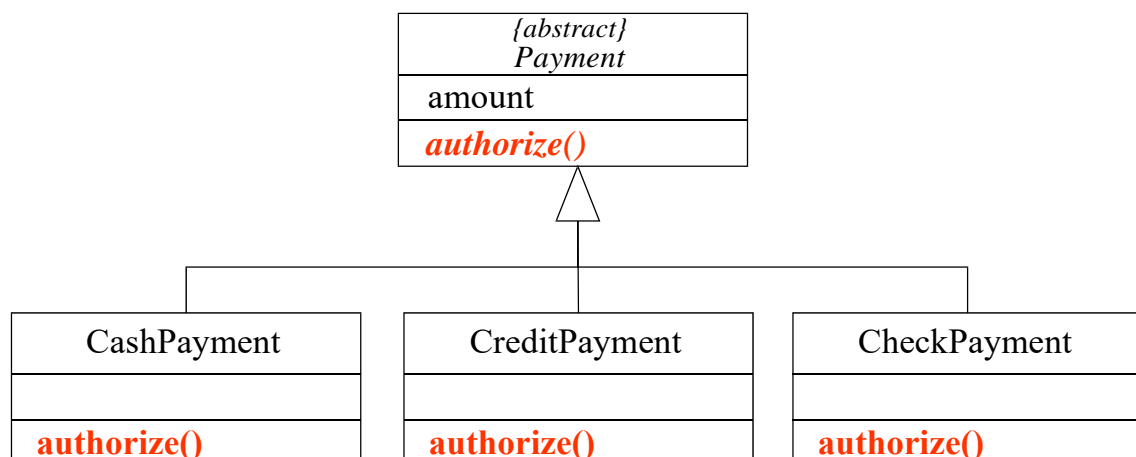 {abstract}
Payment
amount
authorize()
CashPayment
CreditPayment
CheckPayment
authorize()
authorize()
authorize()